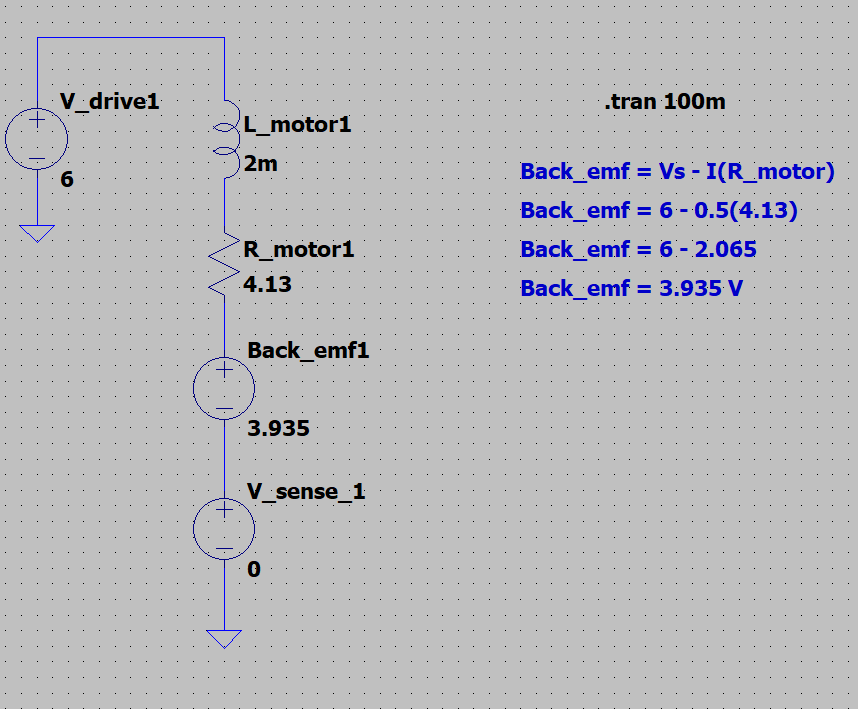 V_drive1
6
L_motor1
2m
R_motor1
4.13
Back_emf1
3.935
V_sense_1
0
.tran 100m
Back_emf = Vs - I(R_motor)
Back_emf = 6 - 0.5(4.13)
Back_emf = 6 - 2.065
Back_emf = 3.935 V